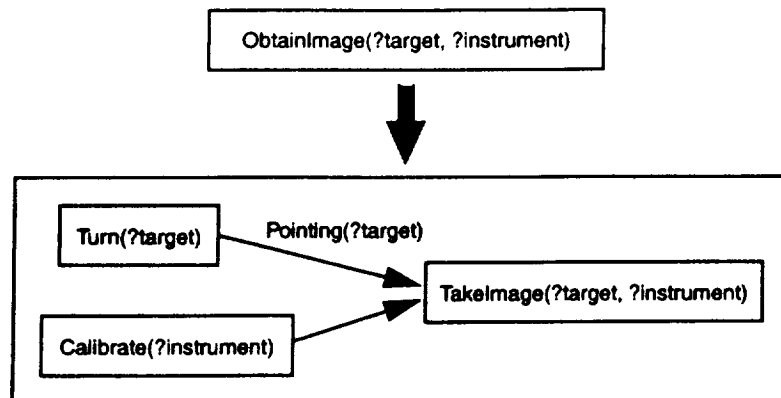 ObtainImage(?target, ?instrument)
Turn(?target)
Pointing(?target)
TakeImage(?target, ?instrument)
Calibrate(?instrument)